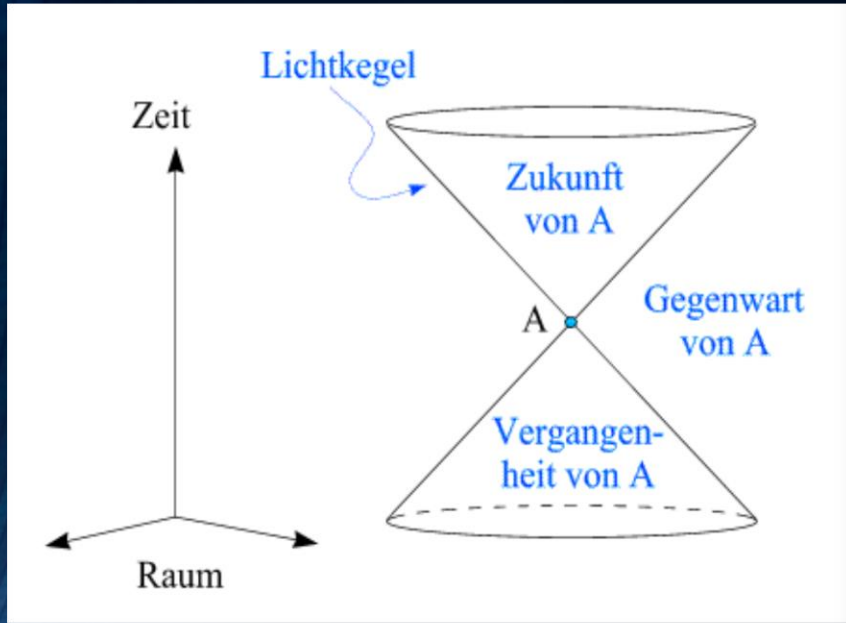 Lichtkegel
Zeit
Zukunft
von A
A
Gegenwart
von A
Vergangen-
heit von A
Raum